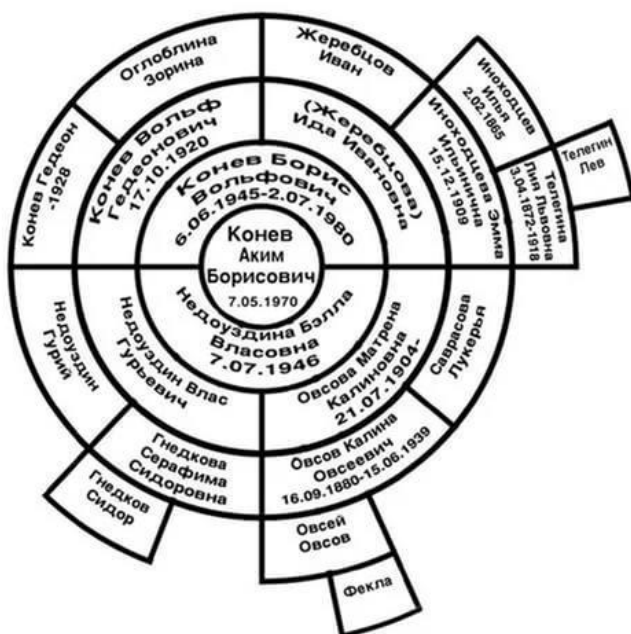 Оглоблина
Зорина
Жеребцов
Иван
Конев Гедеон
-1928
Конев Вольф
Гедеонович
17.10.1920
(Жеребцова)
Ида Ивановна
Иноходцева Эмма
Ильинична
15.12.1909
Иноходцев
Илья
2.02.1865
Телегина
Лия Львовна
3.04.1872-1918
Телегин
Лев
Конев Борис
Вольфович
6.06.1945-2.07.1980
Конев
Аким
Борисович
7.05.1970
Недоуздина Бэлла
Власовна
7.07.1946
Недоуздин
Гурий
Недоуздин Влас
Гурьевич
Овсова Матрена
Калиновна
21.07.1904-
Саврасова
Лукерья
Гнедкова
Серафима
Сидоровна
Овсов Калина
Овсеевич
16.09.1880-15.06.1939
Гнедков
Сидор
Овсей
Овсов
Фекла